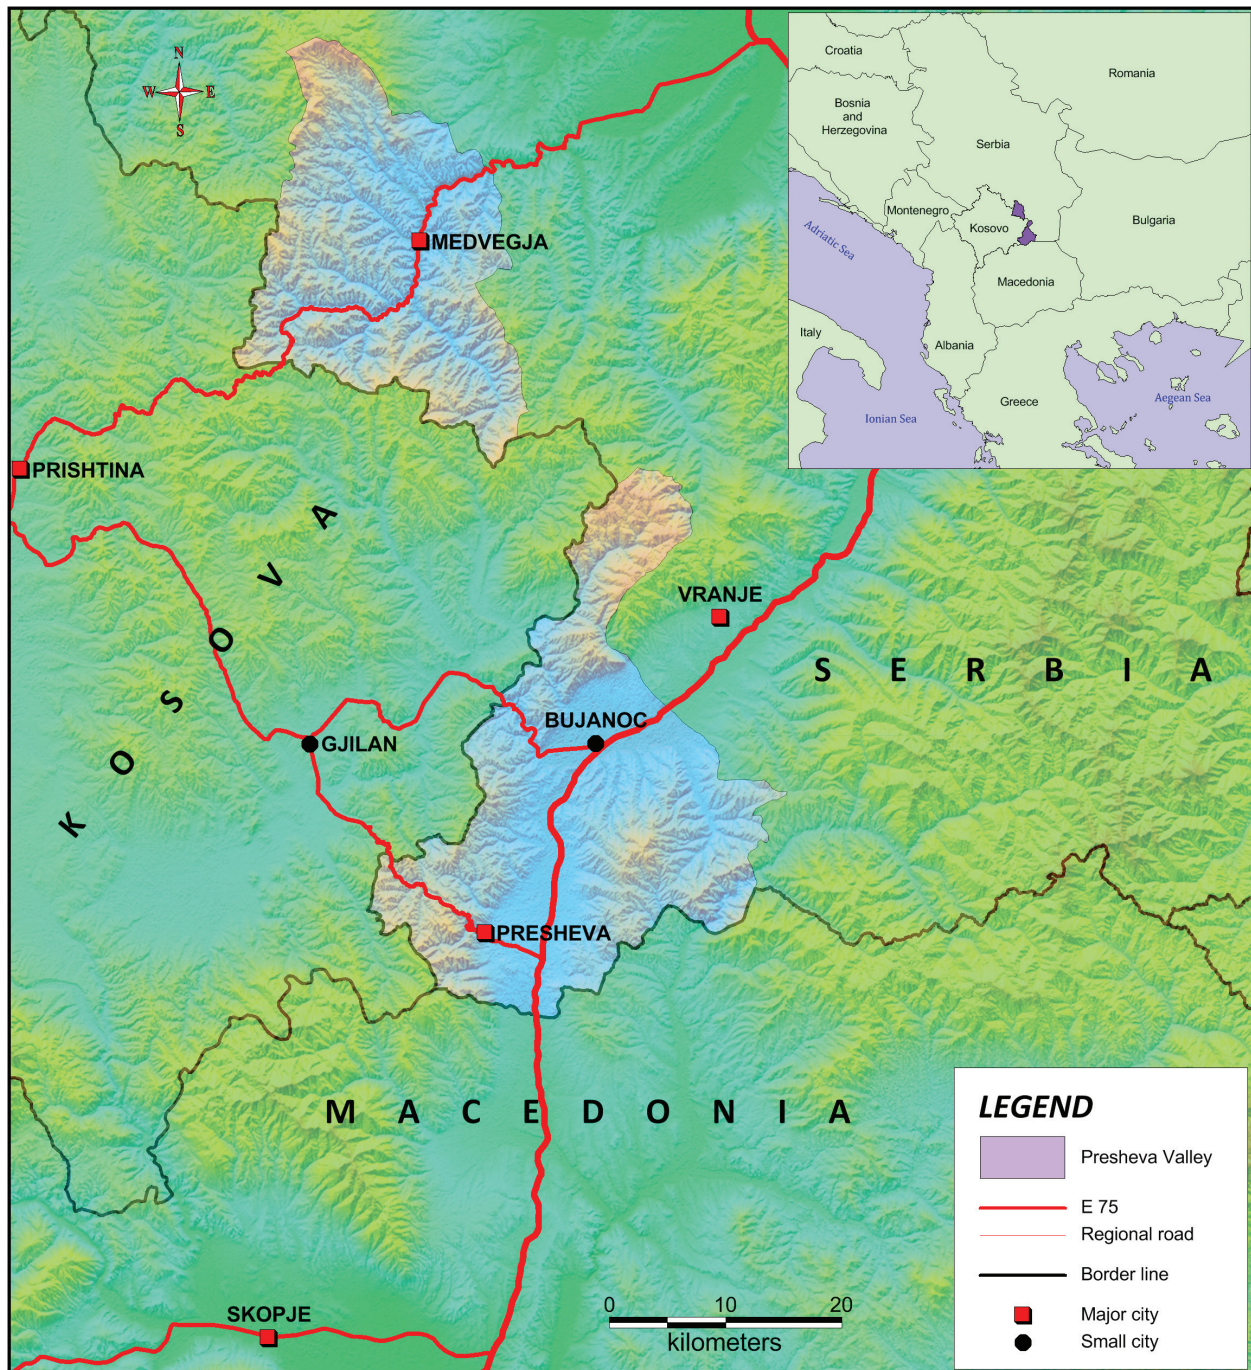 N
W E
S
Croatia
Romania
Bosnia
and
Herzegovina
Serbia
Montenegro
Kosovo
Bulgaria
Adriatic Sea
Macedonia
Italy
Albania
Greece
Ionian Sea
Aegean Sea
MEDVEGJA
PRISHTINA
KOSOVA
VRANJE
SERBIA
BUJANOC
GJILAN
PRESHEVA
MACEDONIA
SKOPJE
0 10 20
kilometers
LEGEND
Presheva Valley
E 75
Regional road
Border line
Major city
Small city